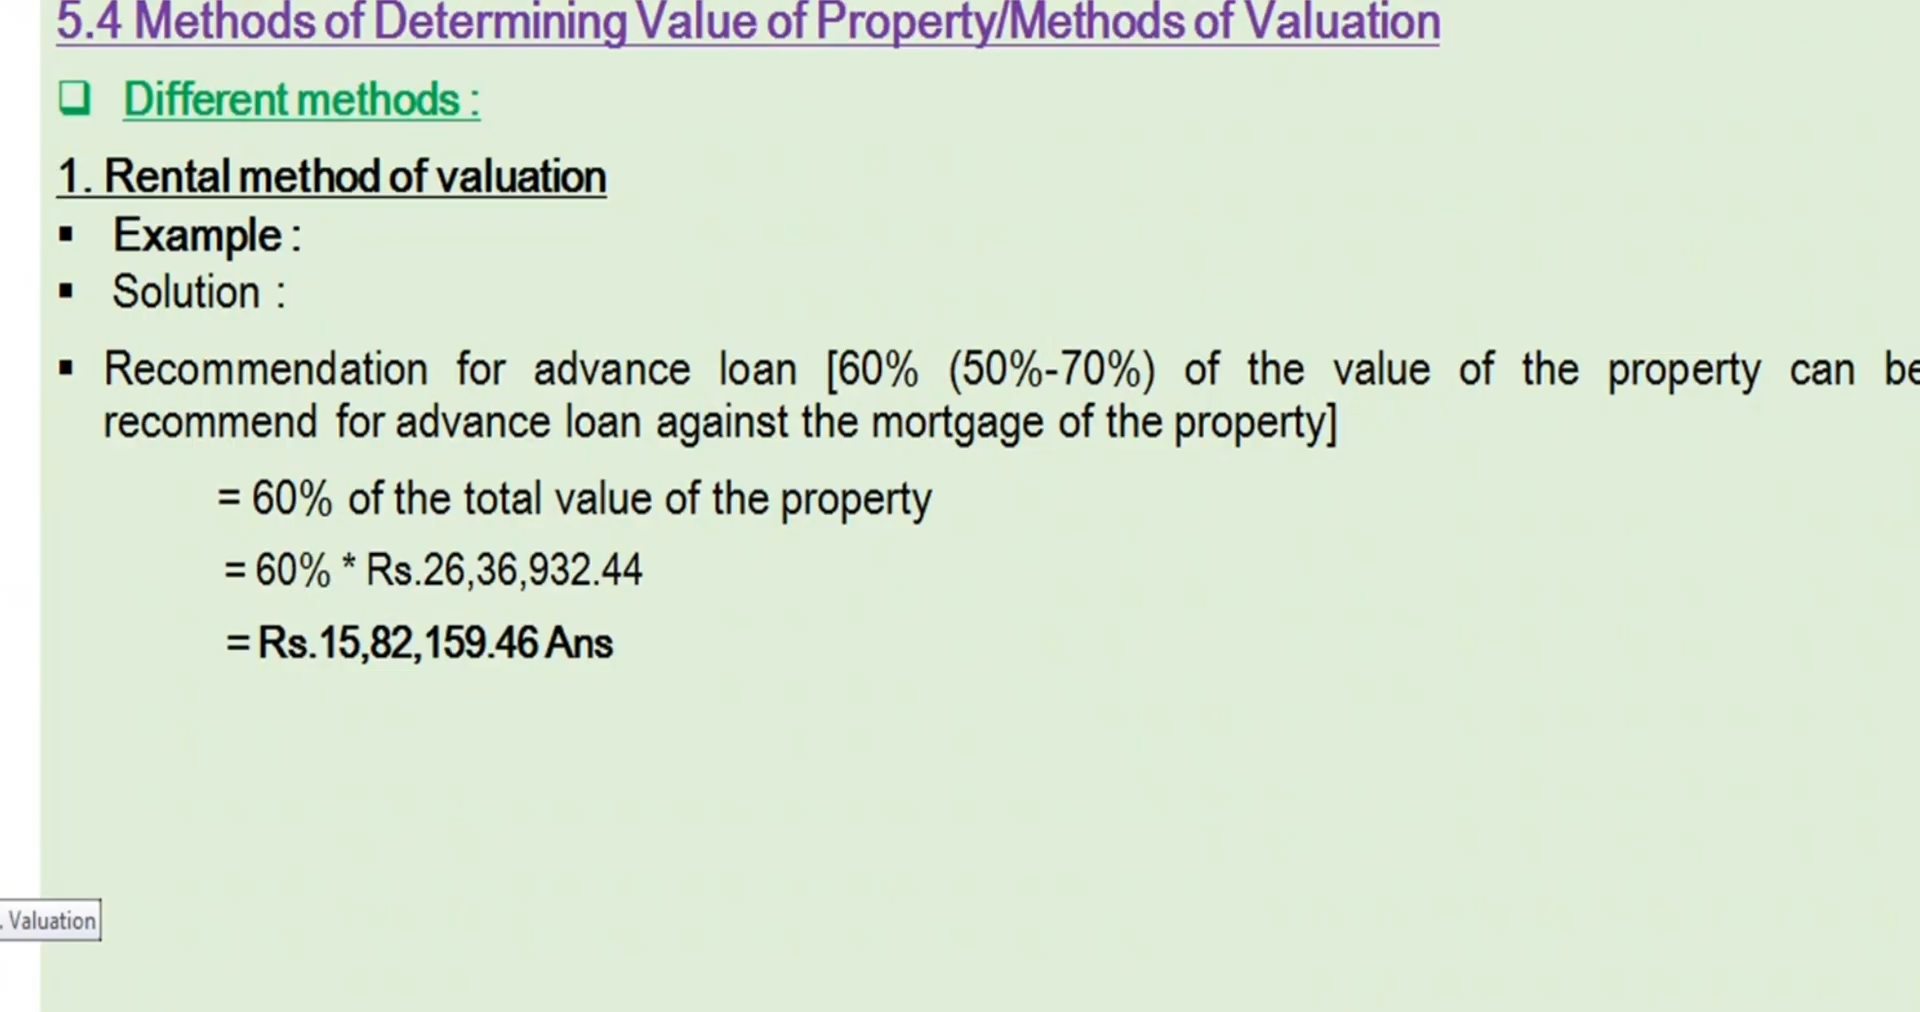 5.4 Methods of Determining Value of Property/Methods of Valuation
❑ Different methods :
1. Rental method of valuation
▪ Example :
▪ Solution :
▪ Recommendation for advance loan [60% (50%-70%) of the value of the property can be
recommend for advance loan against the mortgage of the property]
= 60% of the total value of the property
= 60% * Rs.26,36,932.44
= Rs.15,82,159.46 Ans
. Valuation